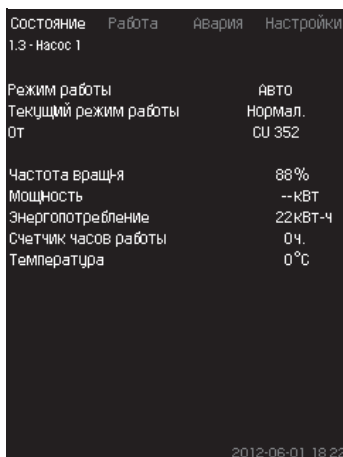 Состояние Работа Авария Настройки
1.3 - Насос 1
Режим работы Авто
Текущий режим работы Нормал.
От CU 352
Частота вращ-я 88%
Мощность --кВт
Энергопотребление 22кВт-ч
Счетчик часов работы 0ч.
Температура 0°C
2012-06-01 18:22